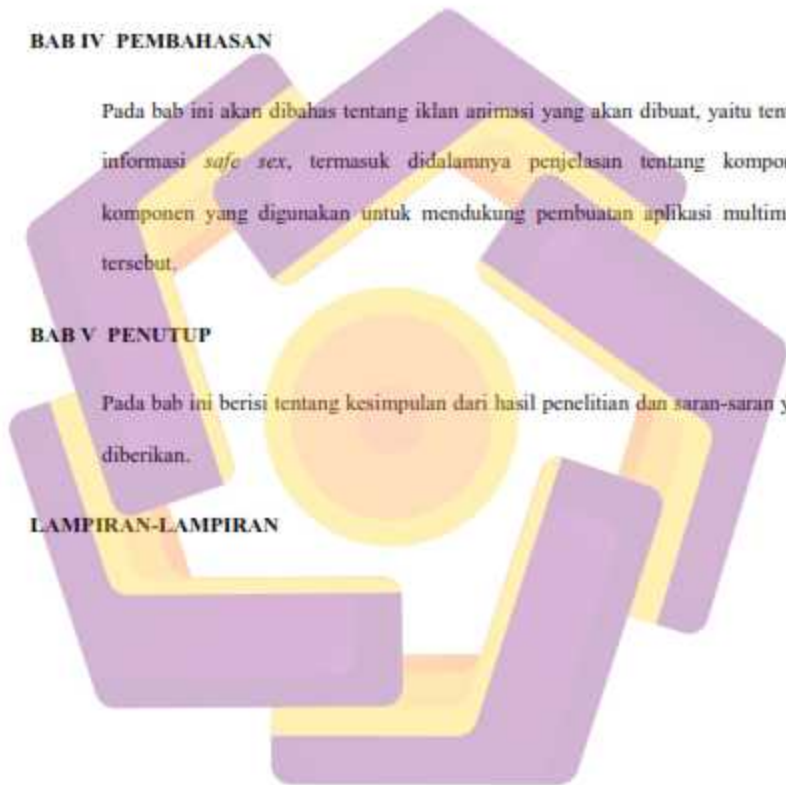 BAB IV PEMBAHASAN
Pada bab ini akan dibahas tentang iklan animasi yang akan dibuat, yaitu ten
informasi safe sex, termasuk didalamnya penjelasan tentang kompo
komponen yang digunakan untuk mendukung pembuatan aplikasi multim
tersebut.
BAB V PENUTUP
Pada bab ini berisi tentang kesimpulan dari hasil penelitian dan saran-saran y
diberikan.
LAMPIRAN-LAMPIRAN